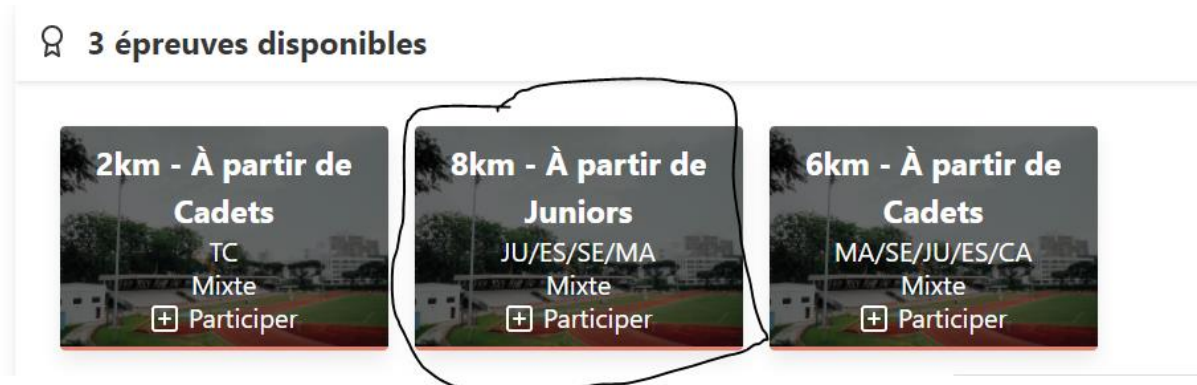 3 épreuves disponibles
2km - À partir de
Cadets
TC
Mixte
Participer
8km - À partir de
Juniors
JU/ES/SE/MA
Mixte
Participer
6km - À partir de
Cadets
MA/SE/JU/ES/CA
Mixte
Participer